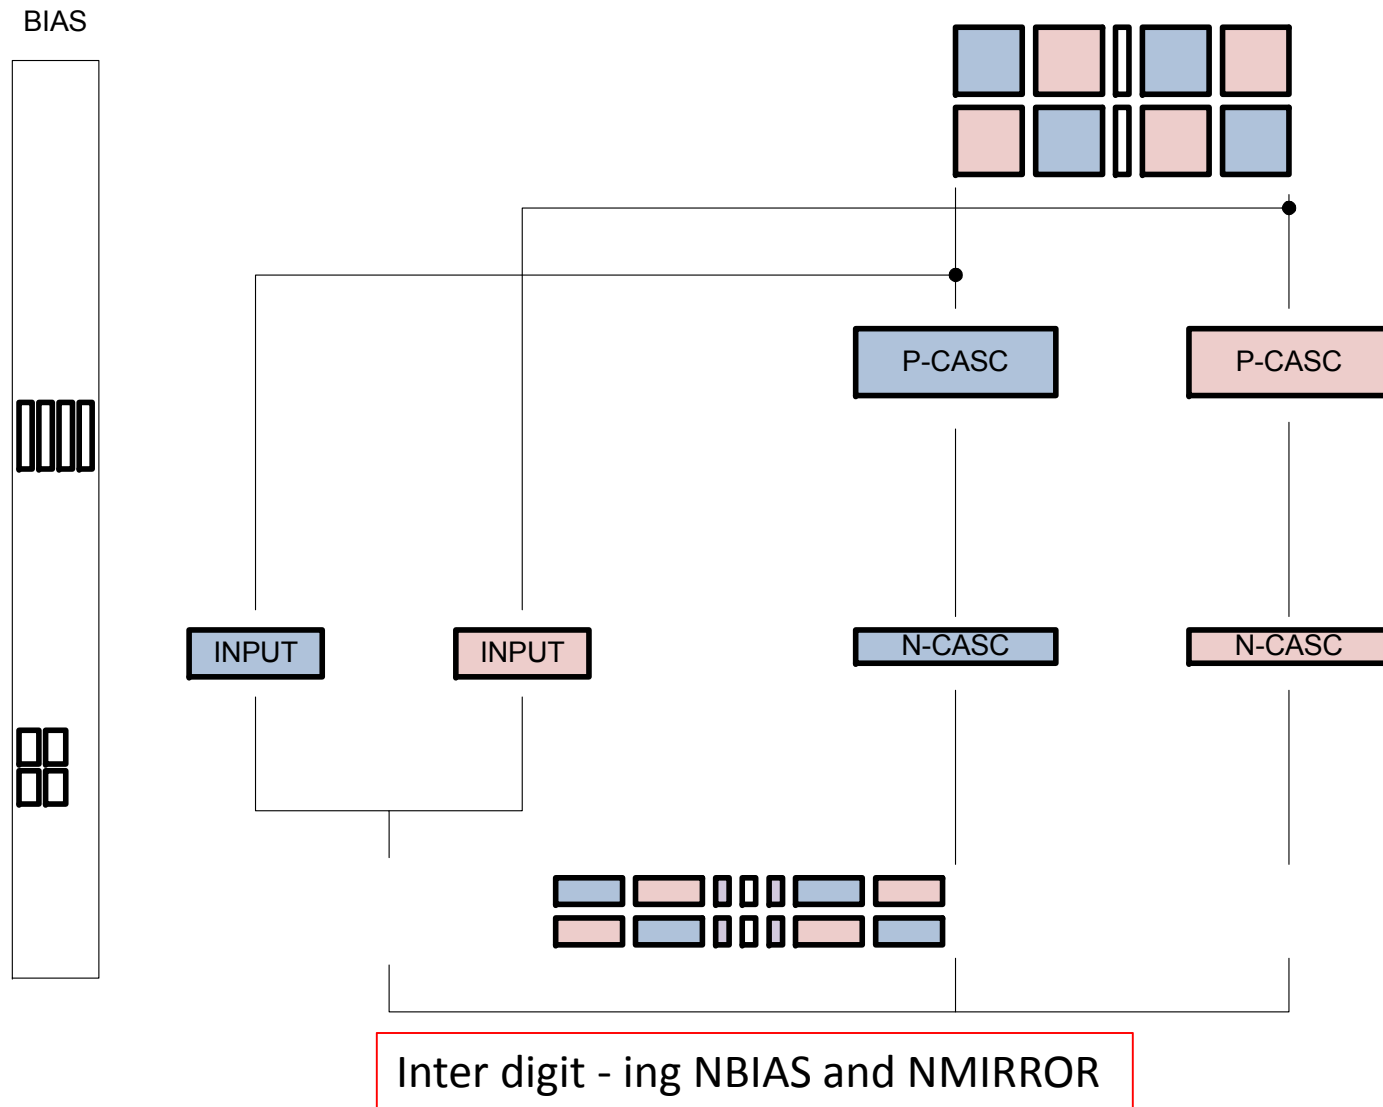 BIAS
P-CASC P-CASC
INPUT INPUT N-CASC N-CASC
Inter digit - ing NBIAS and NMIRROR